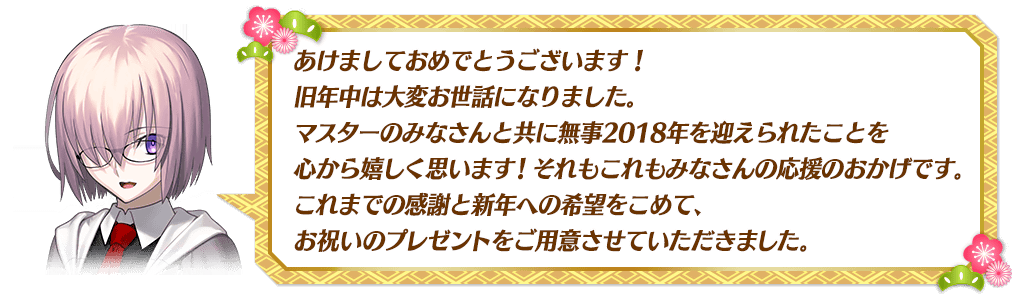 あけましておめでとうございます！
旧年中は大変お世話になりました。
マスターのみなさんと共に無事2018年を迎えられたことを
心から嬉しく思います！それもこれもみなさんの応援のおかげです。
これまでの感謝と新年への希望をこめて、
お祝いのプレゼントをご用意させていただきました。